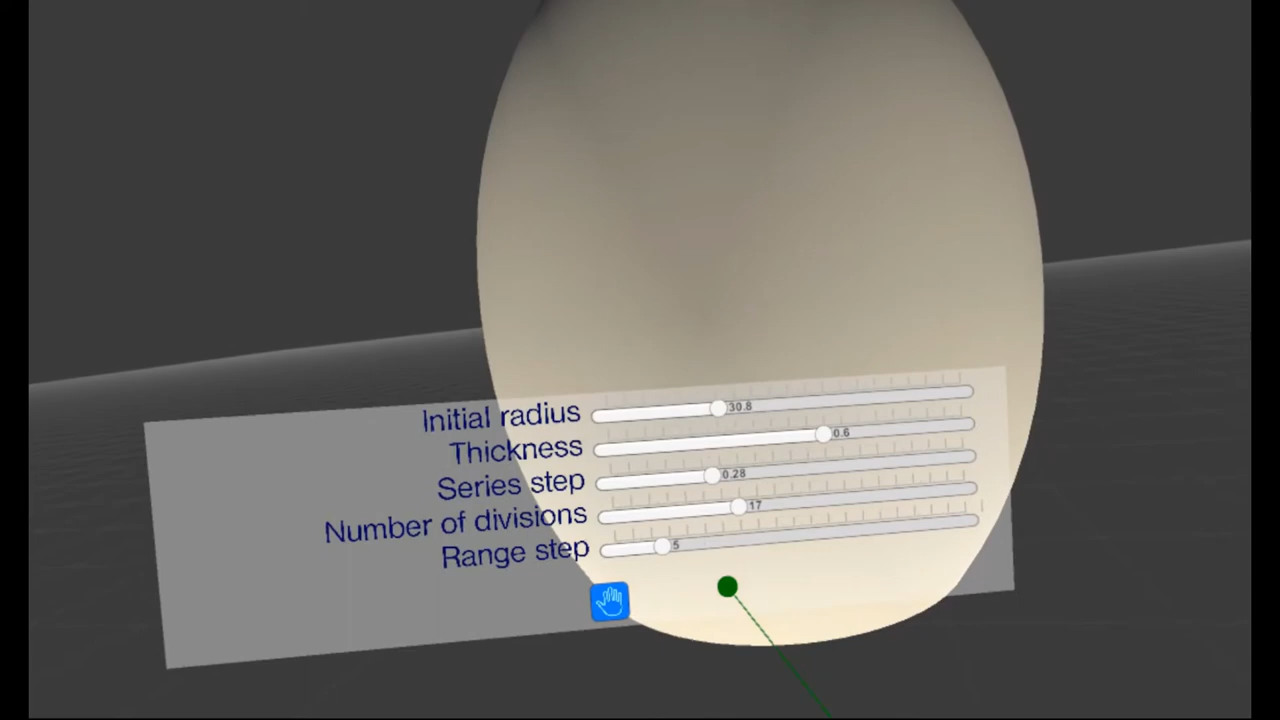 Initial radius 30.8
Thickness 0.6
Series step 0.28
Number of divisions 17
Range step 5